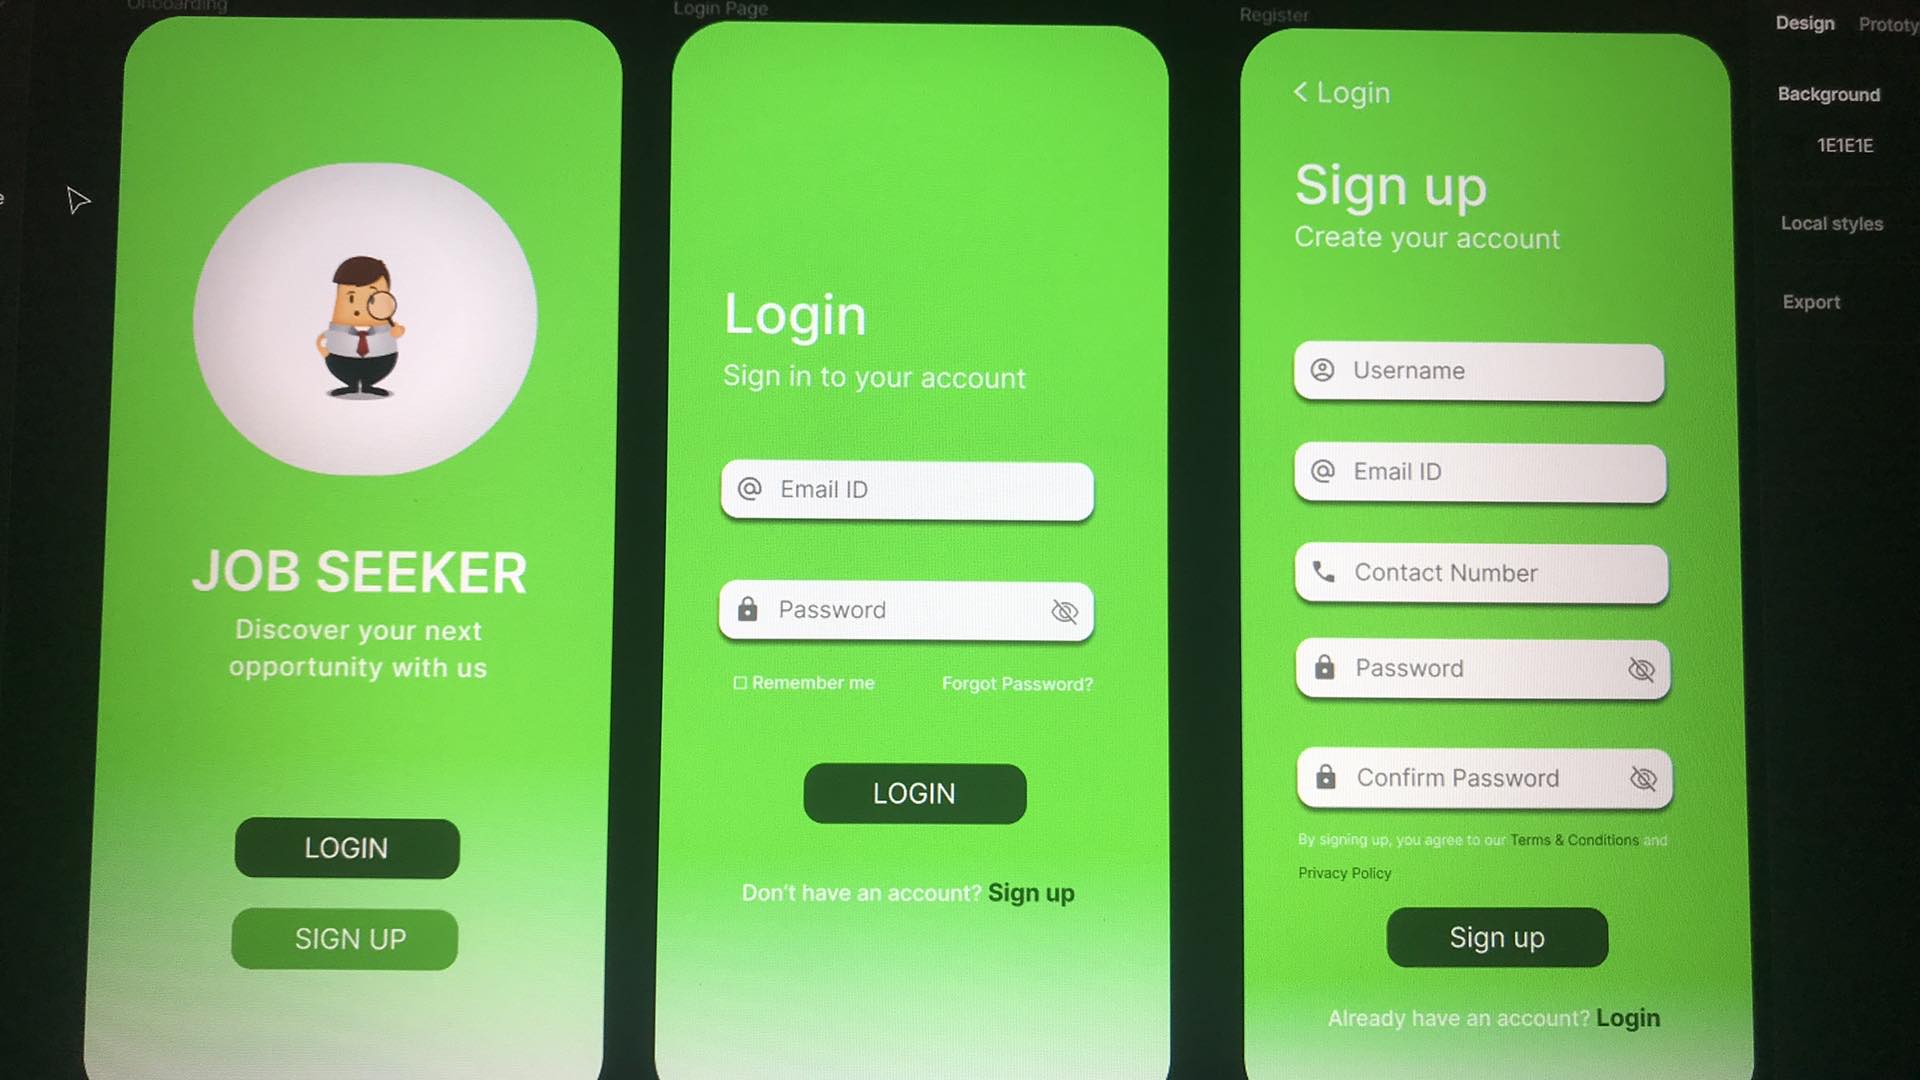 Onboarding
JOB SEEKER
Discover your next
opportunity with us
LOGIN
SIGN UP
Login Page
Login
Sign in to your account
@ Email ID
Password
Remember me
Forgot Password?
LOGIN
Don't have an account? Sign up
Register
< Login
Sign up
Create your account
Username
@ Email ID
Contact Number
Password
Confirm Password
By signing up, you agree to our Terms & Conditions and
Privacy Policy
Sign up
Already have an account? Login
Design
Background
1E1E1E
Local styles
Export